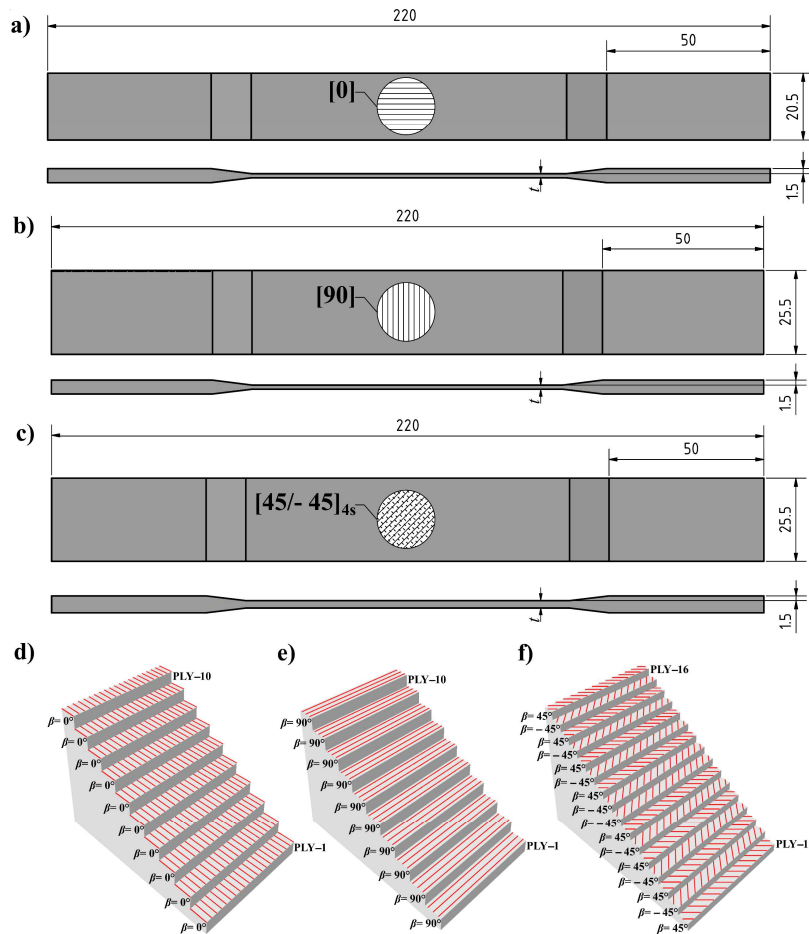 a)
220
50
[0]
20.5
t
1.5
b)
220
50
[90]
25.5
t
1.5
c)
220
50
[45/- 45]4s
25.5
t
1.5
d)
PLY–10
β= 0°
β= 0°
β= 0°
β= 0°
β= 0°
β= 0°
β= 0°
β= 0°
β= 0°
β= 0°
PLY–1
e)
PLY–10
β= 90°
β= 90°
β= 90°
β= 90°
β= 90°
β= 90°
β= 90°
β= 90°
β= 90°
β= 90°
PLY–1
f)
PLY–16
β= 45°
β= – 45°
β= 45°
β= – 45°
β= 45°
β= – 45°
β= 45°
β= – 45°
β= – 45°
β= 45°
β= – 45°
β= 45°
β= – 45°
β= 45°
β= – 45°
β= 45°
PLY–1